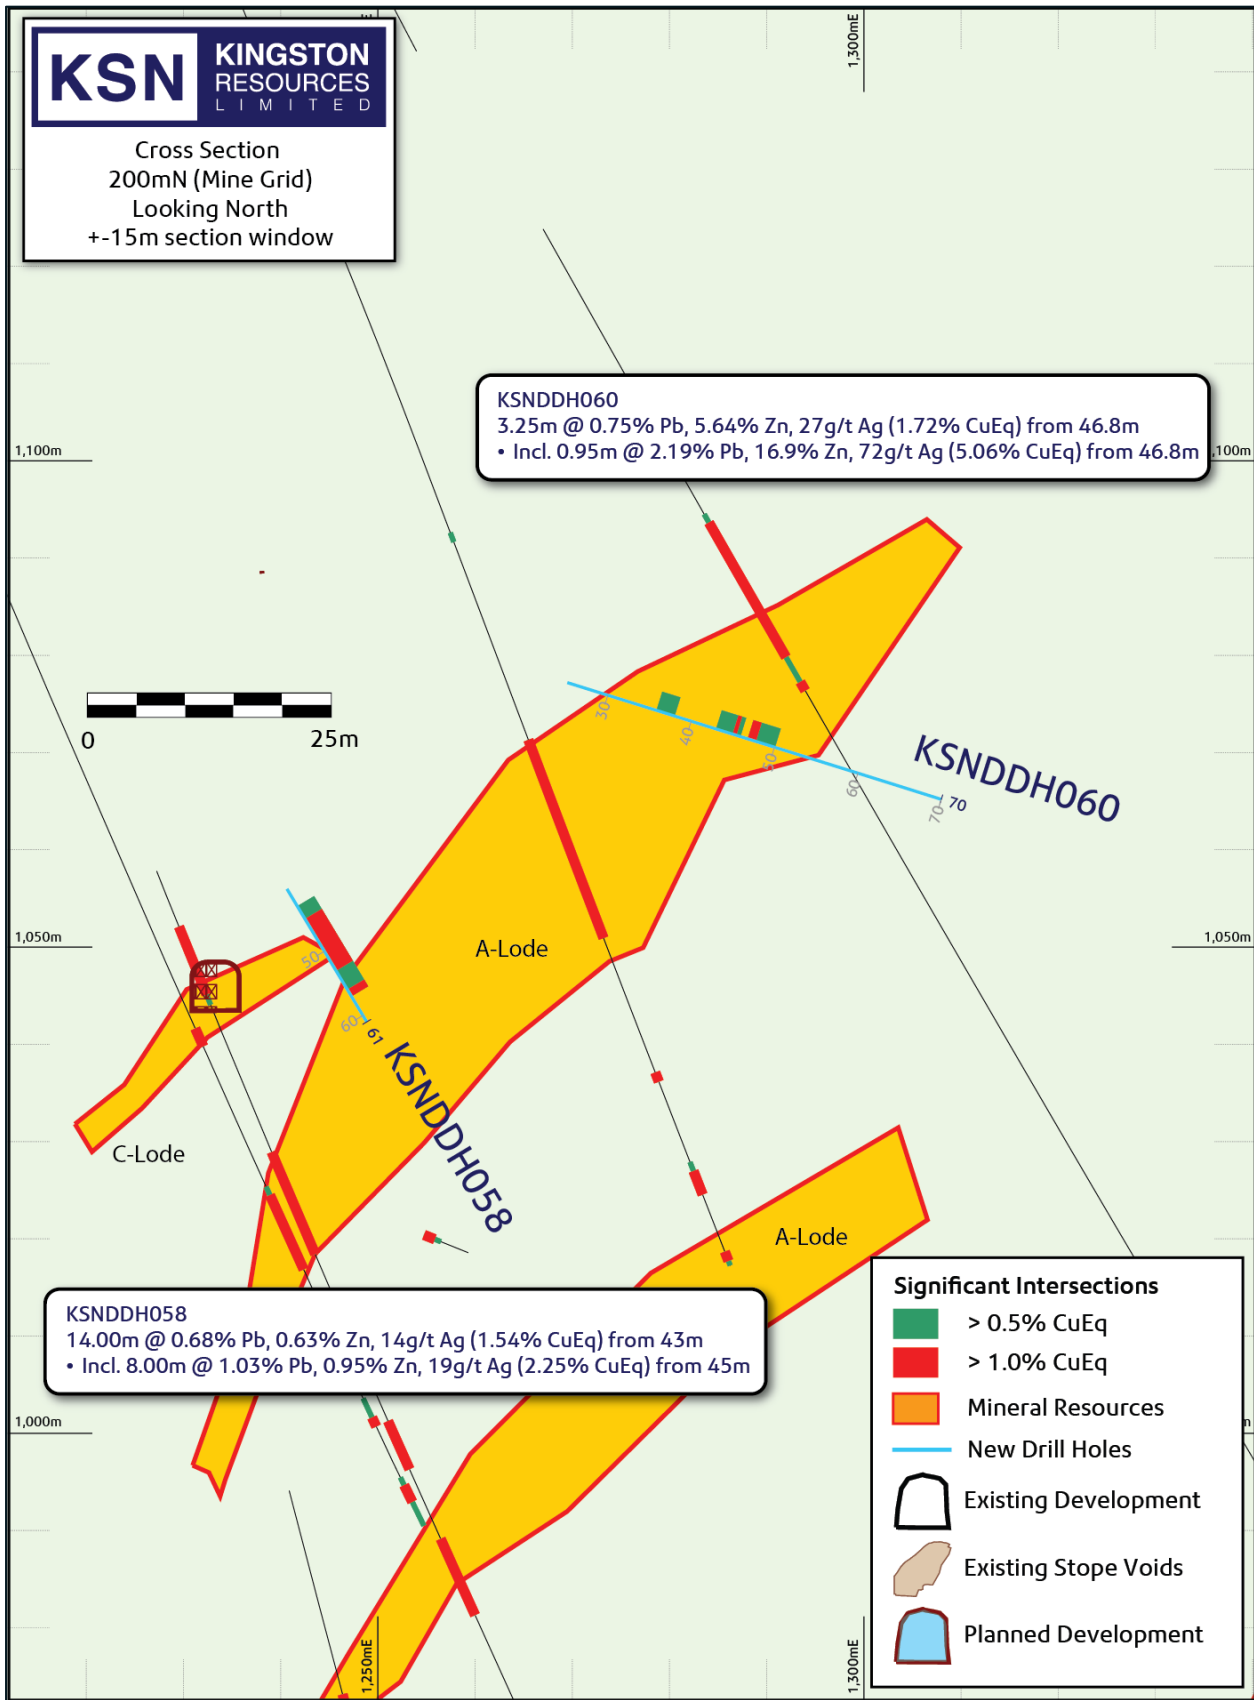 KSN
KINGSTON
RESOURCES
LIMITED
Cross Section
200mN (Mine Grid)
Looking North
+-15m section window
1,300mE
KSNDDH060
3.25m @ 0.75% Pb, 5.64% Zn, 27g/t Ag (1.72% CuEq) from 46.8m
• Incl. 0.95m @ 2.19% Pb, 16.9% Zn, 72g/t Ag (5.06% CuEq) from 46.8m
1,100m
,100m
30
40
50
60
70
70
KSNDDH060
0
25m
1,050m
1,050m
A-Lode
50
60
61
KSNDDH058
C-Lode
A-Lode
KSNDDH058
14.00m @ 0.68% Pb, 0.63% Zn, 14g/t Ag (1.54% CuEq) from 43m
• Incl. 8.00m @ 1.03% Pb, 0.95% Zn, 19g/t Ag (2.25% CuEq) from 45m
1,000m
m
Significant Intersections
> 0.5% CuEq
> 1.0% CuEq
Mineral Resources
New Drill Holes
Existing Development
Existing Stope Voids
Planned Development
1,250mE
1,300mE